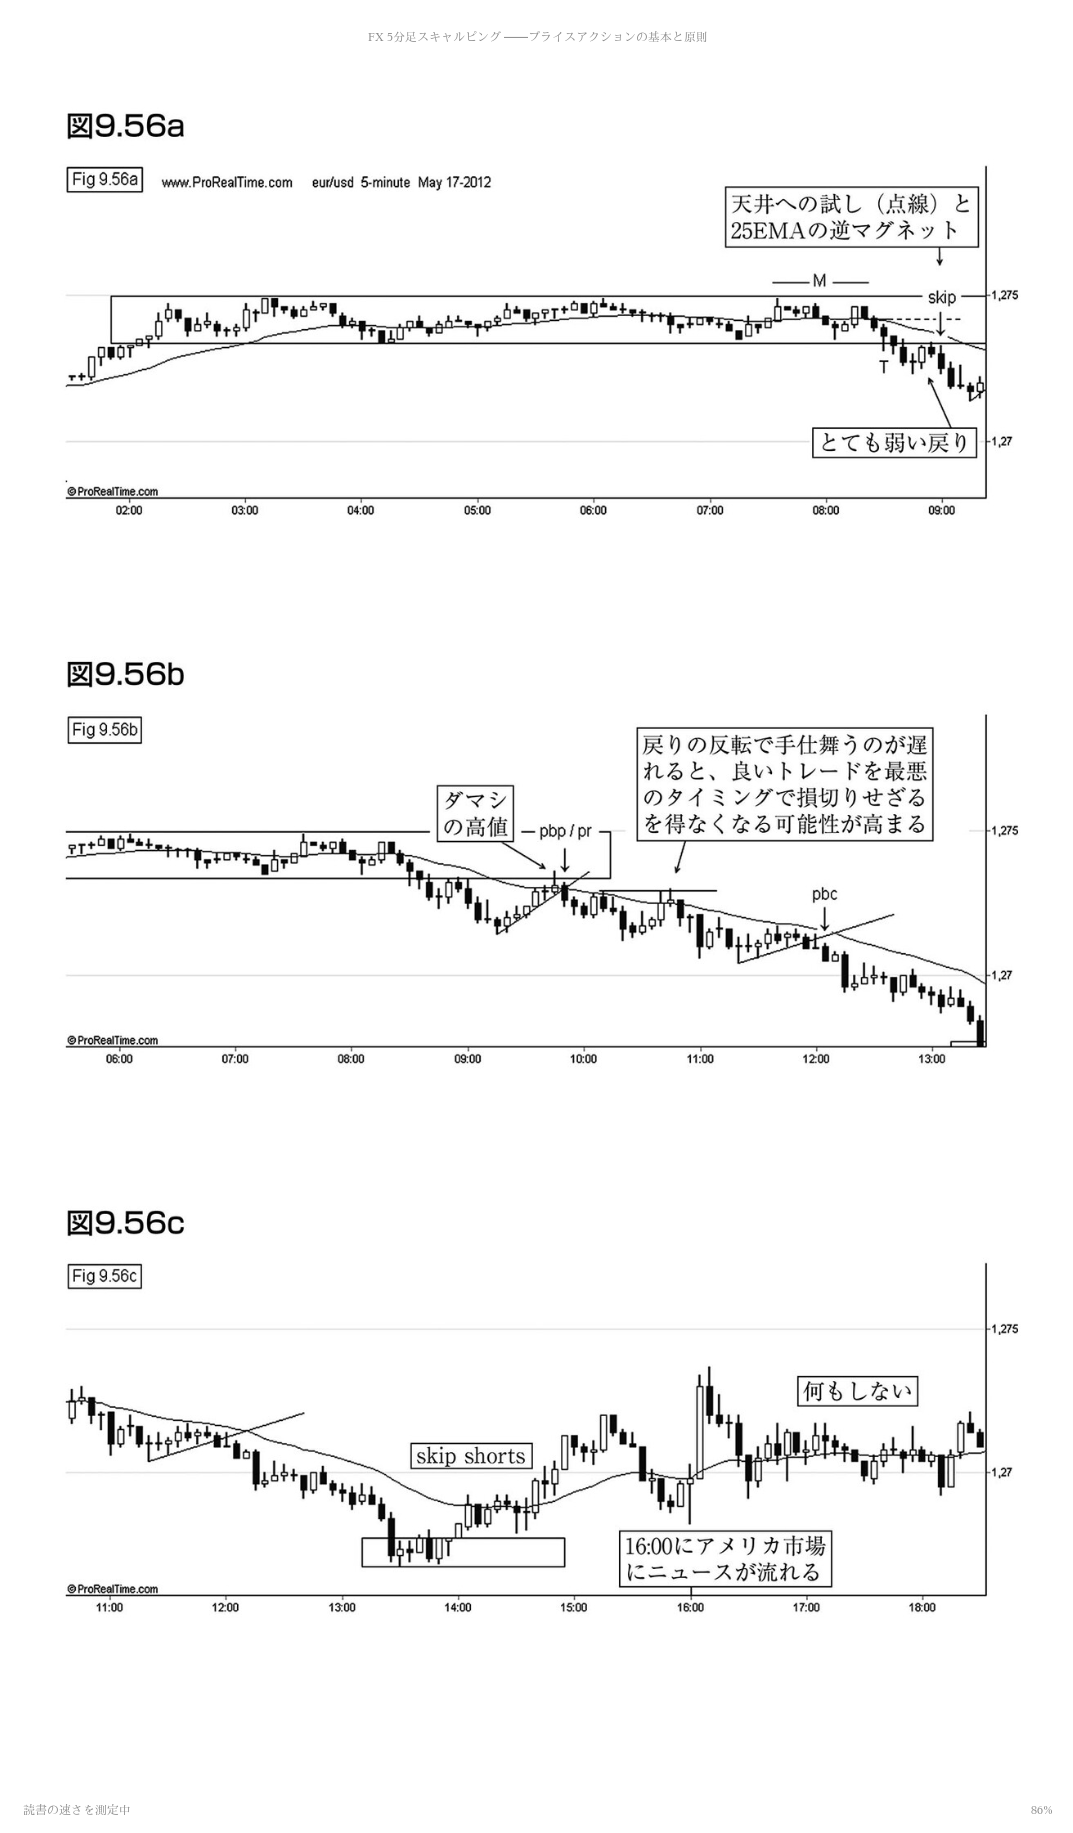 FX 5分足スキャルピング ――プライスアクションの基本と原則
図9.56a
Fig 9.56a www.ProRealTime.com eur/usd 5-minute May 17-2012
天井への試し（点線）と
25EMAの逆マグネット
M
skip
1,275
T
とても弱い戻り
1,27
©ProRealTime.com
02:00 03:00 04:00 05:00 06:00 07:00 08:00 09:00
図9.56b
Fig 9.56b
戻りの反転で手仕舞うのが遅
れると、良いトレードを最悪
のタイミングで損切りせざる
を得なくなる可能性が高まる
ダマシ
の高値
pbp / pr
1,275
pbc
1,27
©ProRealTime.com
06:00 07:00 08:00 09:00 10:00 11:00 12:00 13:00
図9.56c
Fig 9.56c
1,275
何もしない
skip shorts
1,27
16:00にアメリカ市場
にニュースが流れる
©ProRealTime.com
11:00 12:00 13:00 14:00 15:00 16:00 17:00 18:00
読書の速さを測定中
86%